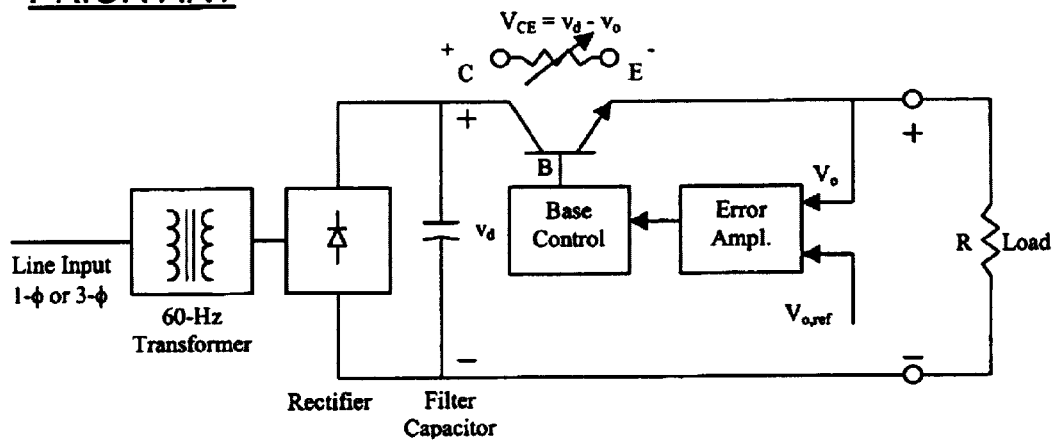 V_CE = v_d - v_o
+
C
E
-
+
+
B
V_o
Base
Control
Error
Ampl.
v_d
R
Load
Line Input
1-ϕ or 3-ϕ
V_o,ref
60-Hz
Transformer
−
−
Rectifier
Filter
Capacitor